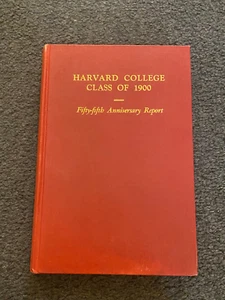 HARVARD COLLEGE
CLASS OF 1900
Fifty-fifth Anniversary Report